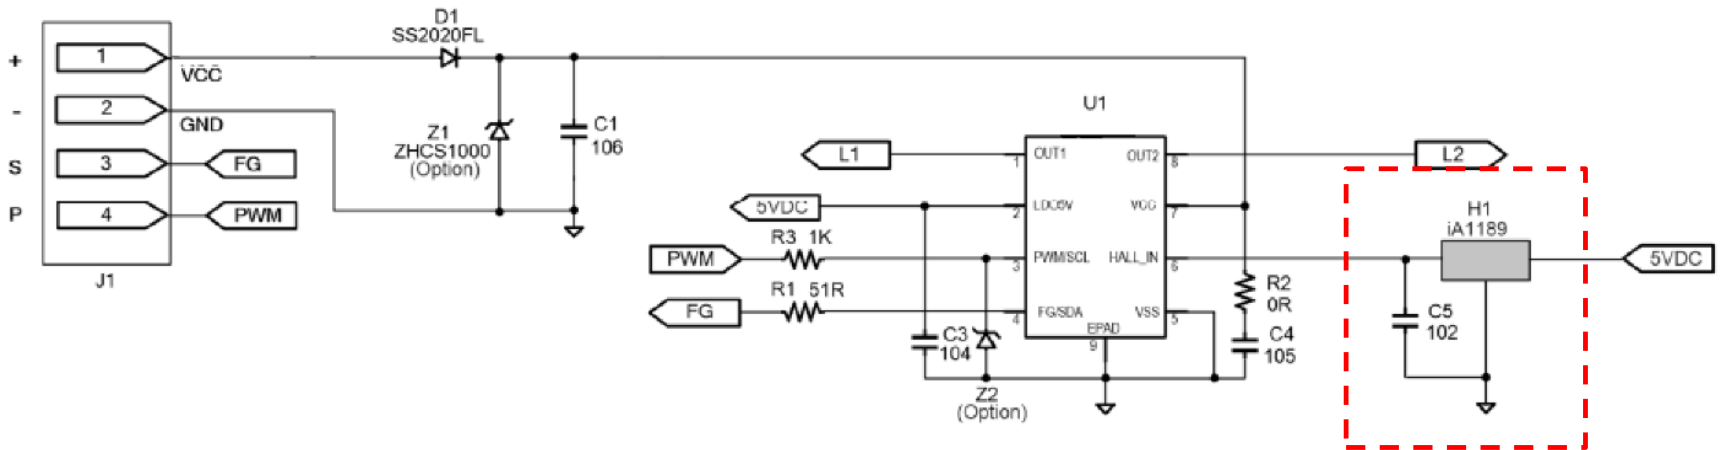 D1
SS2020FL
+
1
VCC
-
2
GND
S
3
FG
P
4
PWM
J1
Z1
ZHCS1000
(Option)
C1
106
U1
L1
1
OUT1
OUT2
8
L2
5VDC
2
LDO5V
VCC
7
PWM
R3 1K
3
PWM/SCL
HALL_IN
6
H1
iA1189
5VDC
FG
R1 51R
4
FG/SDA
VSS
5
EPAD
9
R2
0R
C3
104
C4
105
C5
102
Z2
(Option)